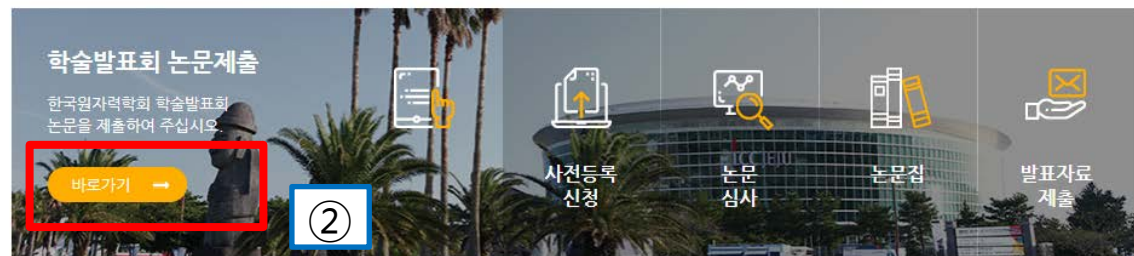 학술발표회 논문제출
한국원자력학회 학술발표회
논문을 제출하여 주십시오.
바로가기
②
사전등록
신청
논문
심사
논문집
발표자료
제출
ICC JEJU